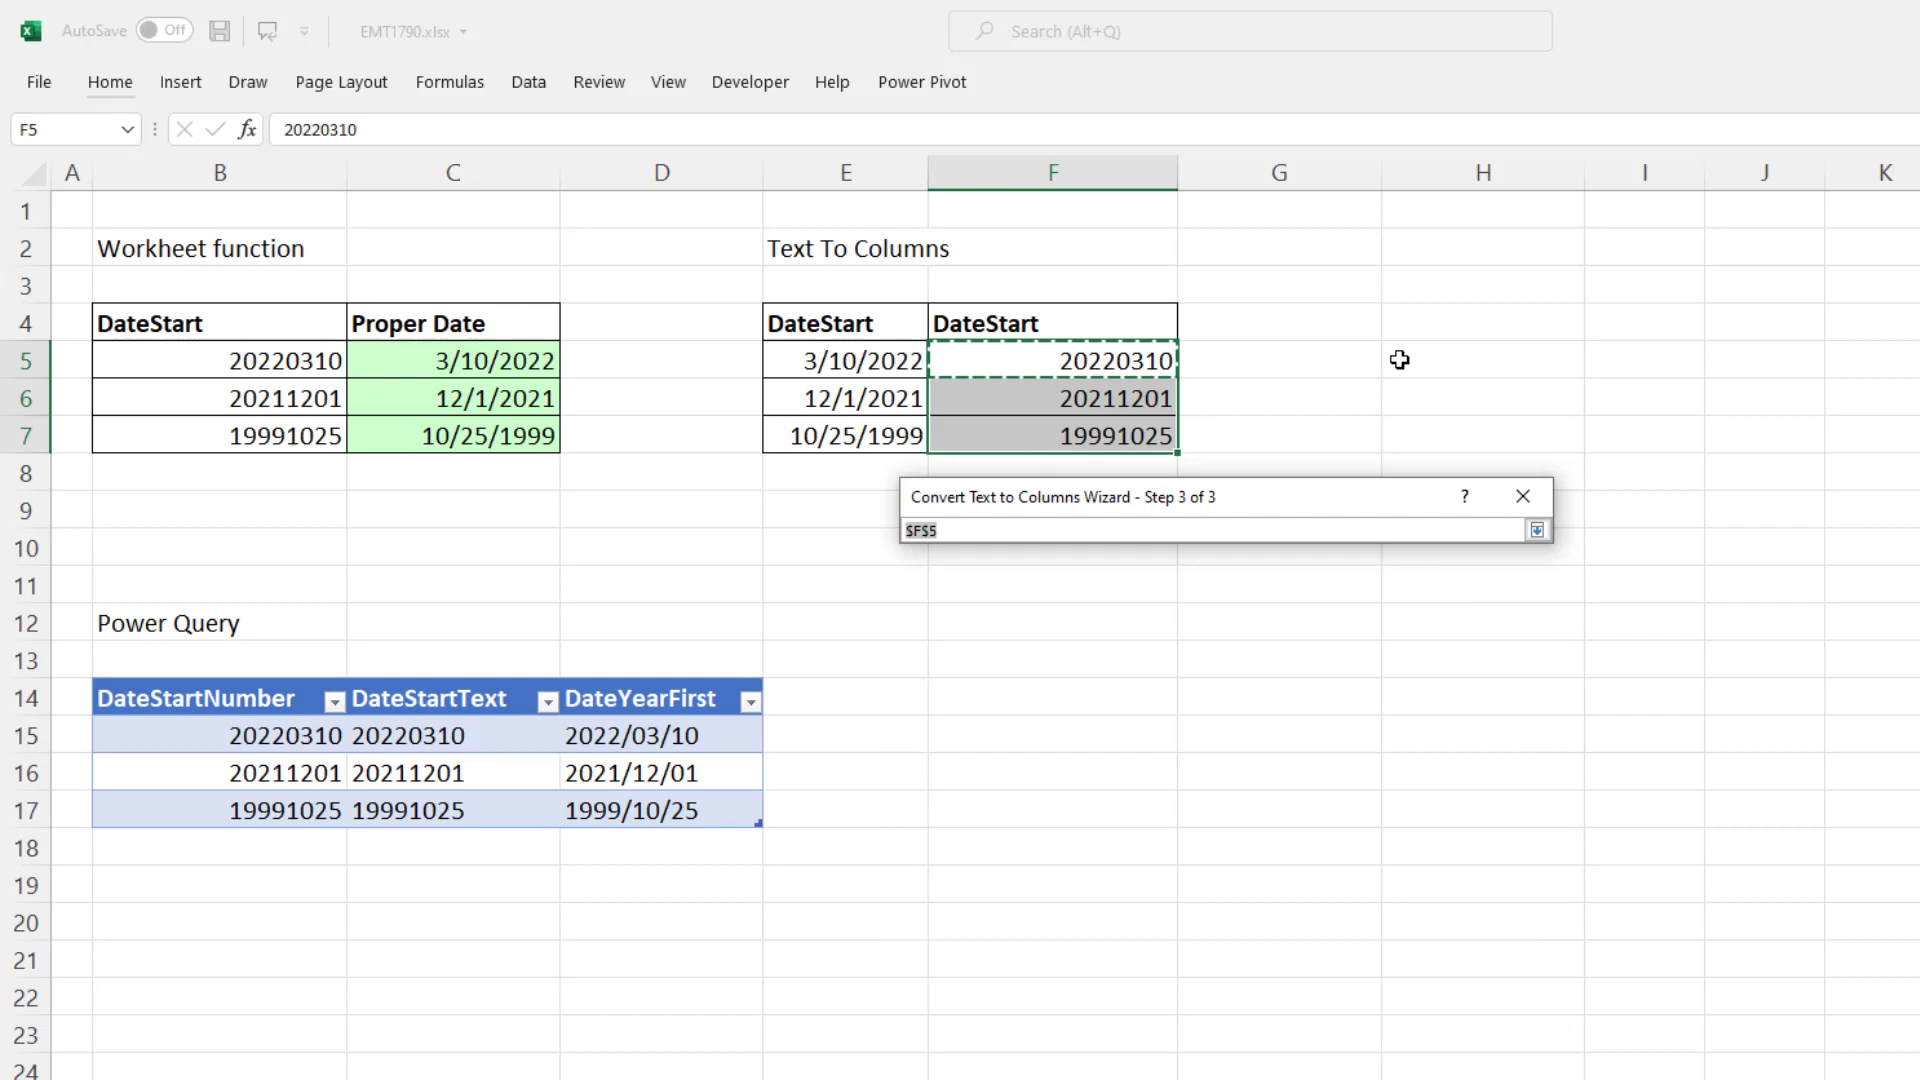 AutoSave Off EMT1790.xlsx Search (Alt+Q)
File Home Insert Draw Page Layout Formulas Data Review View Developer Help Power Pivot
F5 fx 20220310
A B C D E F G H I J K
1
2 Workheet function Text To Columns
3
4 DateStart Proper Date DateStart DateStart
5 20220310 3/10/2022 3/10/2022 20220310
6 20211201 12/1/2021 12/1/2021 20211201
7 19991025 10/25/1999 10/25/1999 19991025
8
Convert Text to Columns Wizard - Step 3 of 3 ?
9
$F$5
10
11
12 Power Query
13
14 DateStartNumber DateStartText DateYearFirst
15 20220310 20220310 2022/03/10
16 20211201 20211201 2021/12/01
17 19991025 19991025 1999/10/25
18
19
20
21
22
23
24